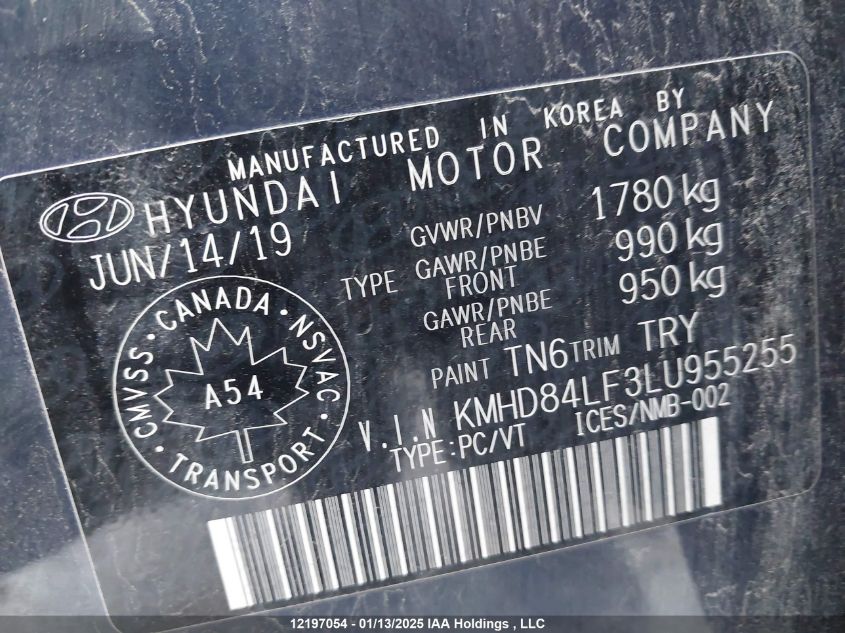 MANUFACTURED IN KOREA BY
HYUNDAI MOTOR COMPANY
JUN/14/19
GVWR/PNBV 1780 kg
TYPE GAWR/PNBE FRONT 990 kg
GAWR/PNBE REAR 950 kg
PAINT TN6 TRIM TRY
V.I.N KMHD84LF3LU955255
TYPE:PC/VT ICES/NMB-002
CMVSS · CANADA · NSVAC · TRANSPORT ·
A54
12197054 - 01/13/2025 IAA Holdings , LLC